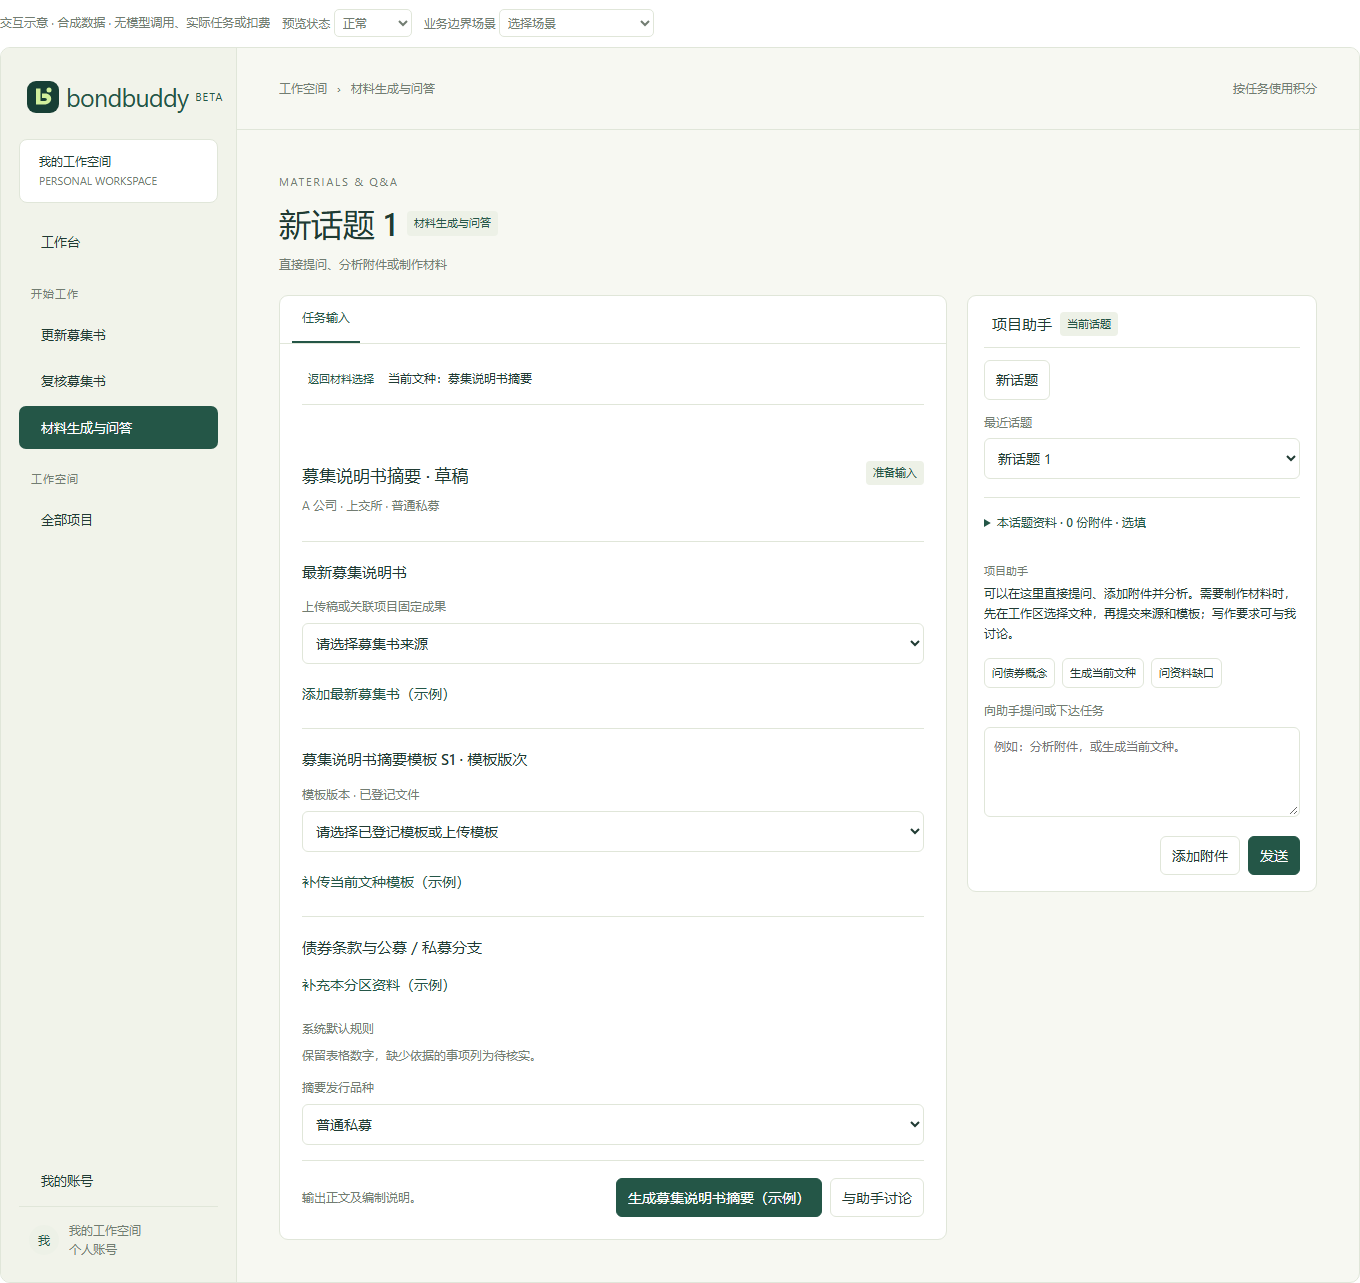 交互示意 · 合成数据 · 无模型调用、实际任务或扣费 预览状态 正常 业务边界场景 选择场景
bondbuddy BETA
我的工作空间
PERSONAL WORKSPACE
工作台
开始工作
更新募集书
复核募集书
材料生成与问答
工作空间
全部项目
我的账号
我
我的工作空间
个人账号
工作空间 › 材料生成与问答
按任务使用积分
MATERIALS & Q&A
新话题 1 材料生成与问答
直接提问、分析附件或制作材料
任务输入
返回材料选择 当前文种：募集说明书摘要
募集说明书摘要 · 草稿
准备输入
A 公司 · 上交所 · 普通私募
最新募集说明书
上传稿或关联项目固定成果
请选择募集书来源
添加最新募集书（示例）
募集说明书摘要模板 S1 · 模板版次
模板版本 · 已登记文件
请选择已登记模板或上传模板
补传当前文种模板（示例）
债券条款与公募 / 私募分支
补充本分区资料（示例）
系统默认规则
保留表格数字，缺少依据的事项列为待核实。
摘要发行品种
普通私募
输出正文及编制说明。
生成募集说明书摘要（示例）
与助手讨论
项目助手 当前话题
新话题
最近话题
新话题 1
本话题资料 · 0 份附件 · 选填
项目助手
可以在这里直接提问、添加附件并分析。需要制作材料时，
先在工作区选择文种，再提交来源和模板；写作要求可与我
讨论。
问债券概念 生成当前文种 问资料缺口
向助手提问或下达任务
例如：分析附件，或生成当前文种。
添加附件 发送